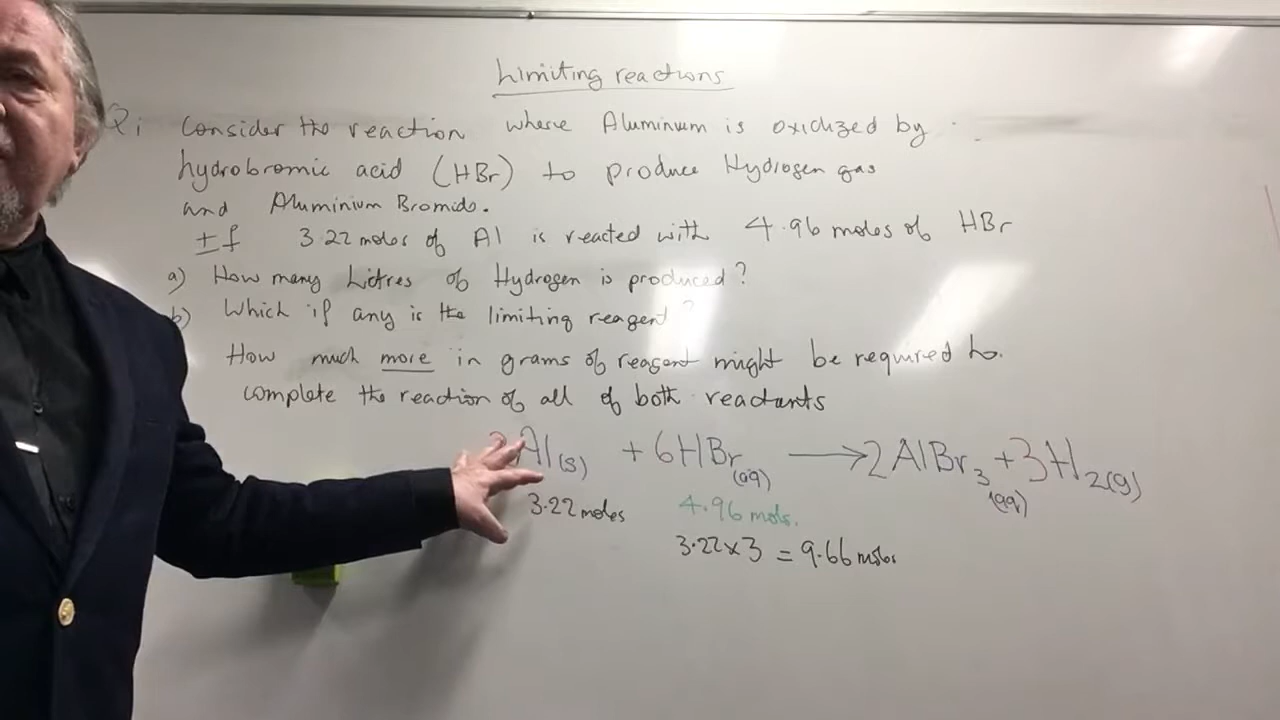 Limiting reactions
Q1 Consider the reaction where Aluminium is oxidized by
hydrobromic acid (HBr) to produce Hydrogen gas
and Aluminium Bromide.
If 3.22 moles of Al is reacted with 4.96 moles of HBr
a) How many Litres of Hydrogen is produced?
b) Which if any is the limiting reagent?
How much more in grams of reagent might be required to
complete the reaction of all of both reactants
2Al(s) + 6HBr(aq) ⟶ 2AlBr₃(aq) + 3H₂(g)
3.22 moles 4.96 mols.
3.22 x 3 = 9.66 moles